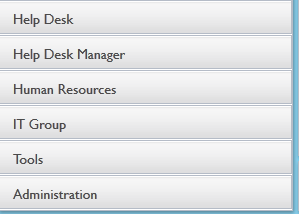 Help Desk
Help Desk Manager
Human Resources
IT Group
Tools
Administration